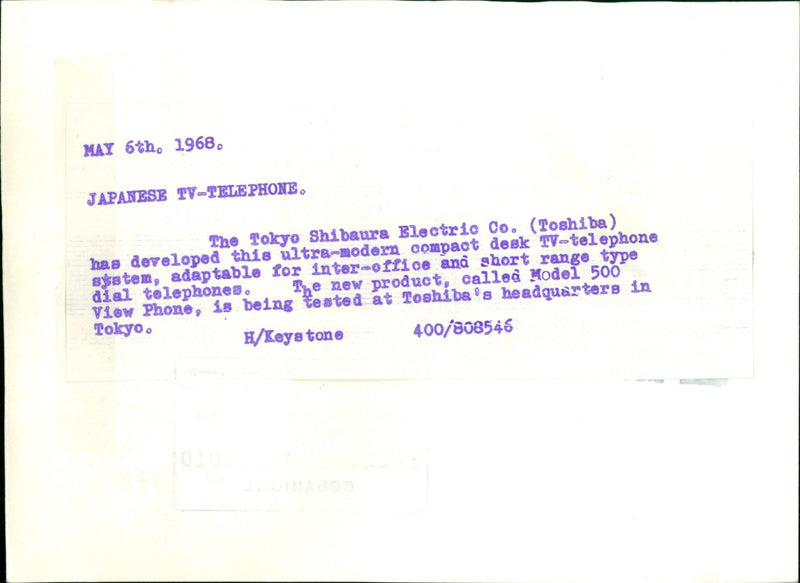 MAY 6th. 1968.
JAPANESE TV-TELEPHONE.
The Tokyo Shibaura Electric Co. (Toshiba)
has developed this ultra-modern compact desk TV-telephone
system, adaptable for inter-office and short range type
dial telephones. The new product, called Model 500
View Phone, is being tested at Toshiba's headquarters in
Tokyo.
H/Keystone 400/808546
COPYRIGHT